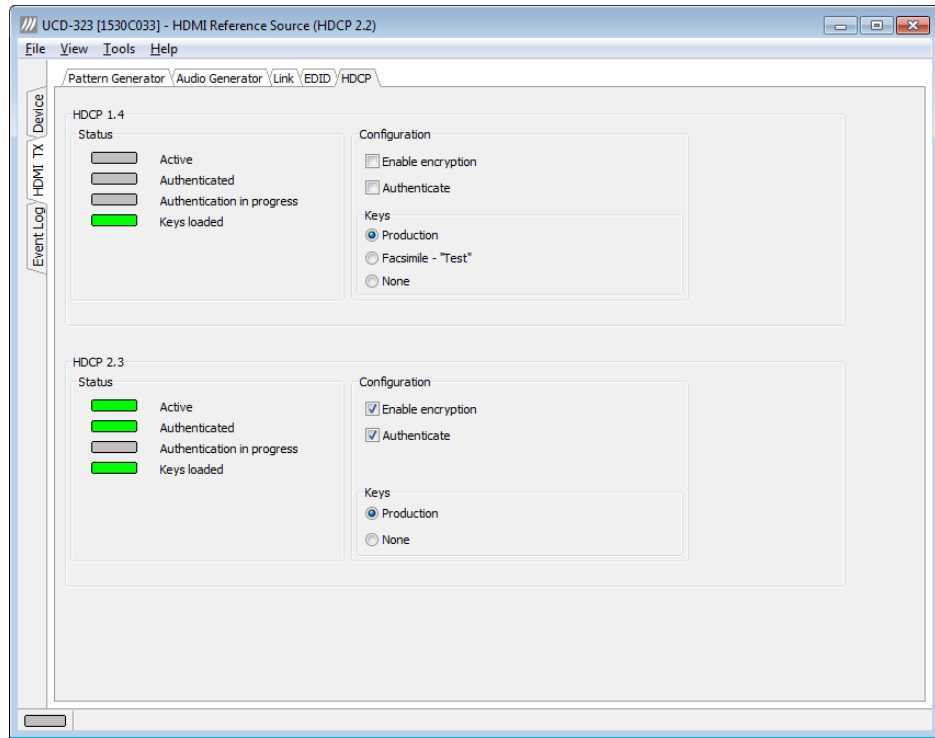 UCD-323 [1530C033] - HDMI Reference Source (HDCP 2.2)
File View Tools Help
Pattern Generator Audio Generator Link EDID HDCP
Device
HDMI TX
Event Log
HDCP 1.4
Status
Active
Authenticated
Authentication in progress
Keys loaded
Configuration
Enable encryption
Authenticate
Keys
Production
Facsimile - "Test"
None
HDCP 2.3
Status
Active
Authenticated
Authentication in progress
Keys loaded
Configuration
Enable encryption
Authenticate
Keys
Production
None